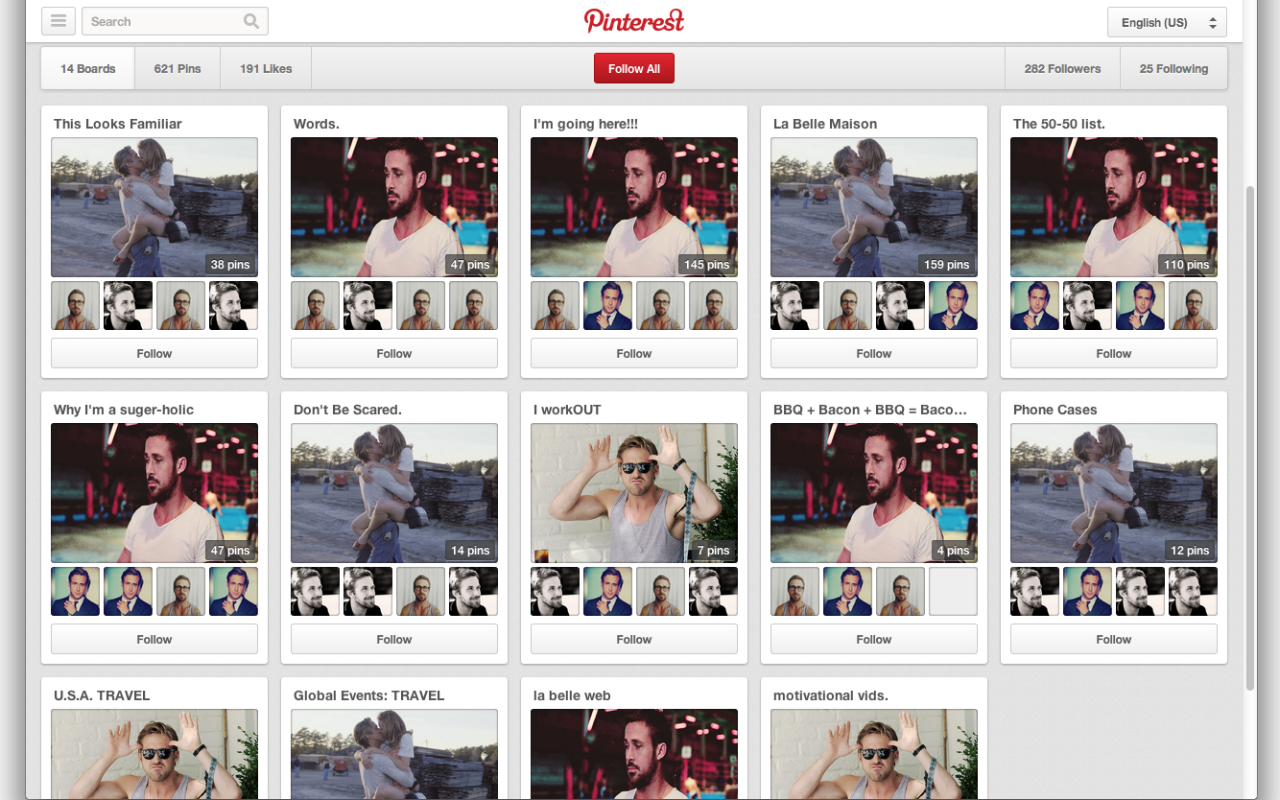 Search
Pinterest
English (US)
14 Boards
621 Pins
191 Likes
Follow All
282 Followers
25 Following
This Looks Familiar
Words.
I'm going here!!!
La Belle Maison
The 50-50 list.
38 pins
47 pins
145 pins
159 pins
110 pins
Follow
Follow
Follow
Follow
Follow
Why I'm a suger-holic
Don't Be Scared.
I workOUT
BBQ + Bacon + BBQ = Baco...
Phone Cases
47 pins
14 pins
7 pins
4 pins
12 pins
Follow
Follow
Follow
Follow
Follow
U.S.A. TRAVEL
Global Events: TRAVEL
la belle web
motivational vids.